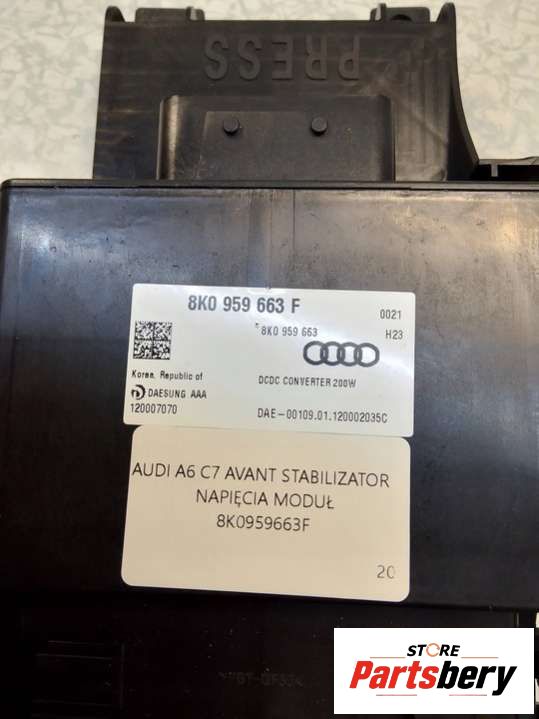 PRESS
8K0 959 663 F
0021
8K0 959 663
H23
Korea, Republic of
DCDC CONVERTER 200W
DAESUNG AAA
120007070
DAE-00109.01.120002035C
AUDI A6 C7 AVANT STABILIZATOR
NAPIĘCIA MODUŁ
8K0959663F
20
STORE
Partsbery